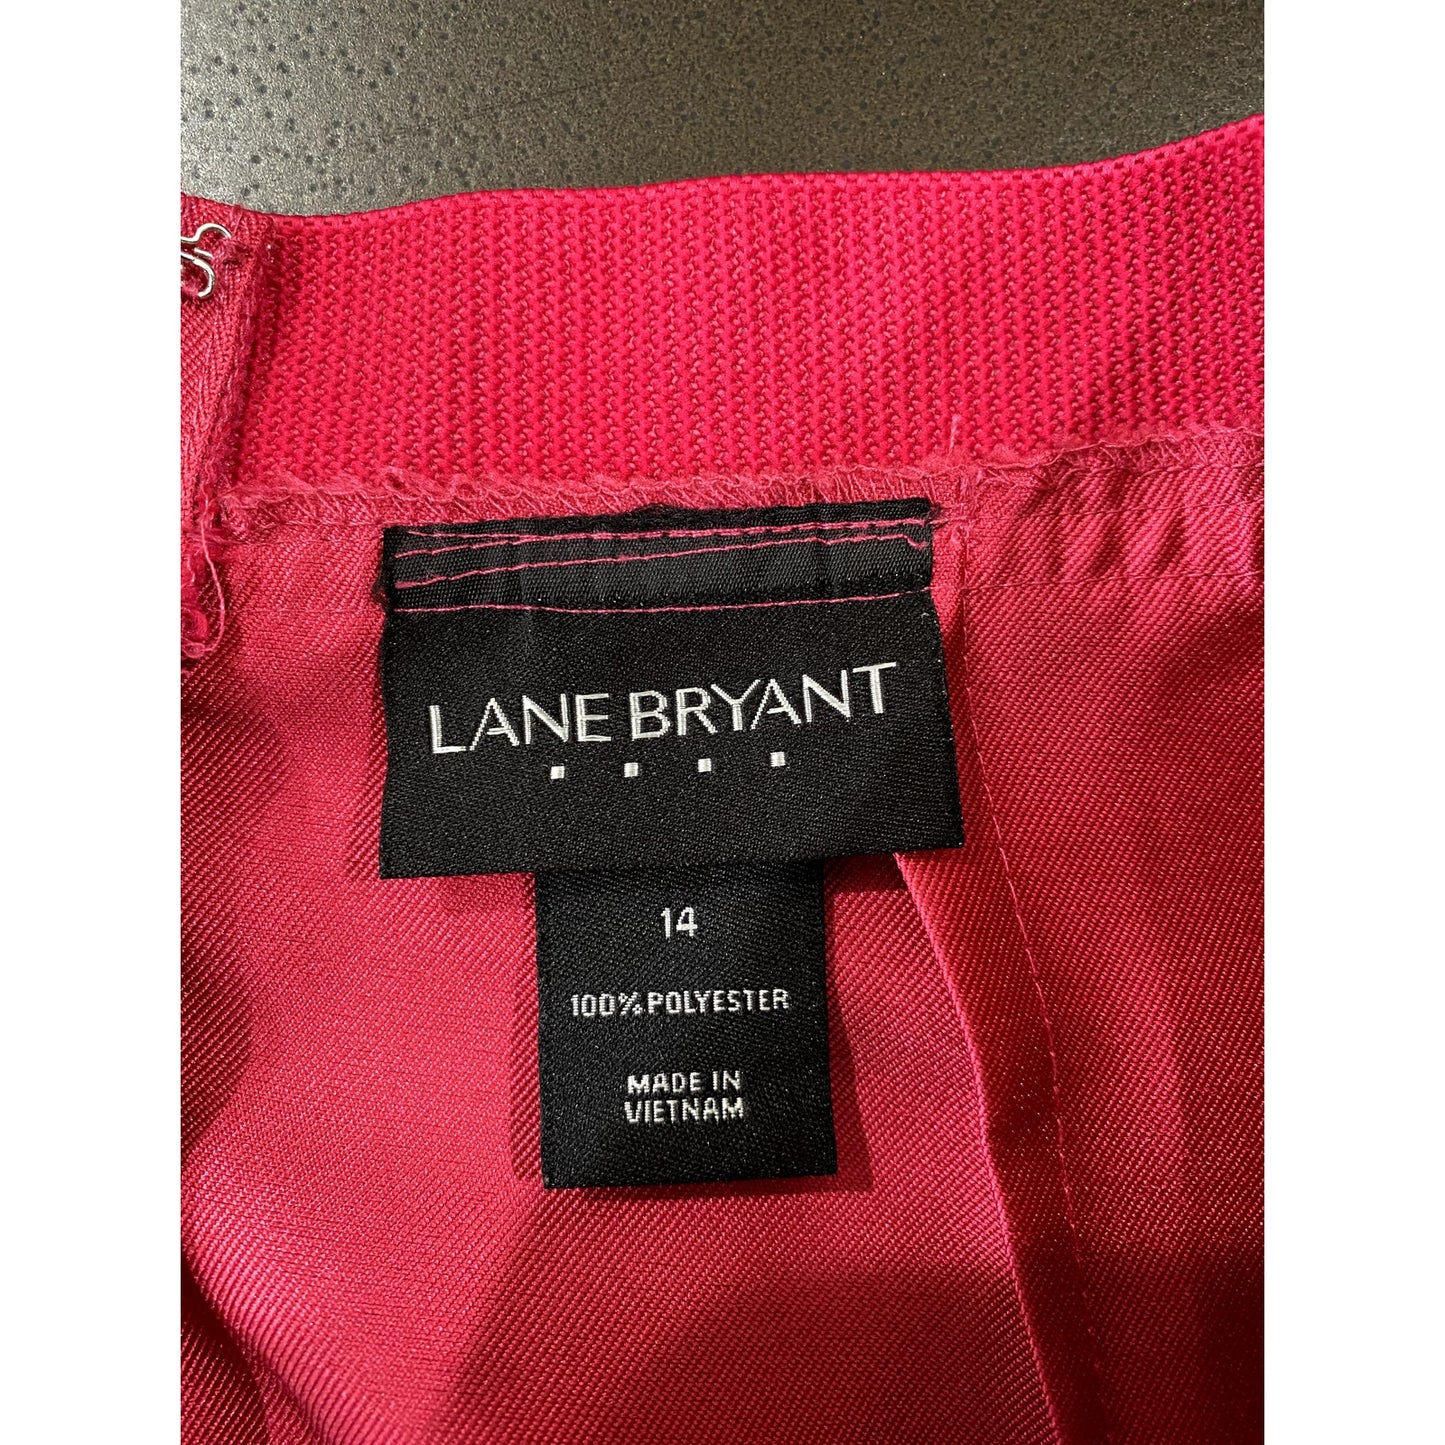 LANE BRYANT
14
100% POLYESTER
MADE IN
VIETNAM